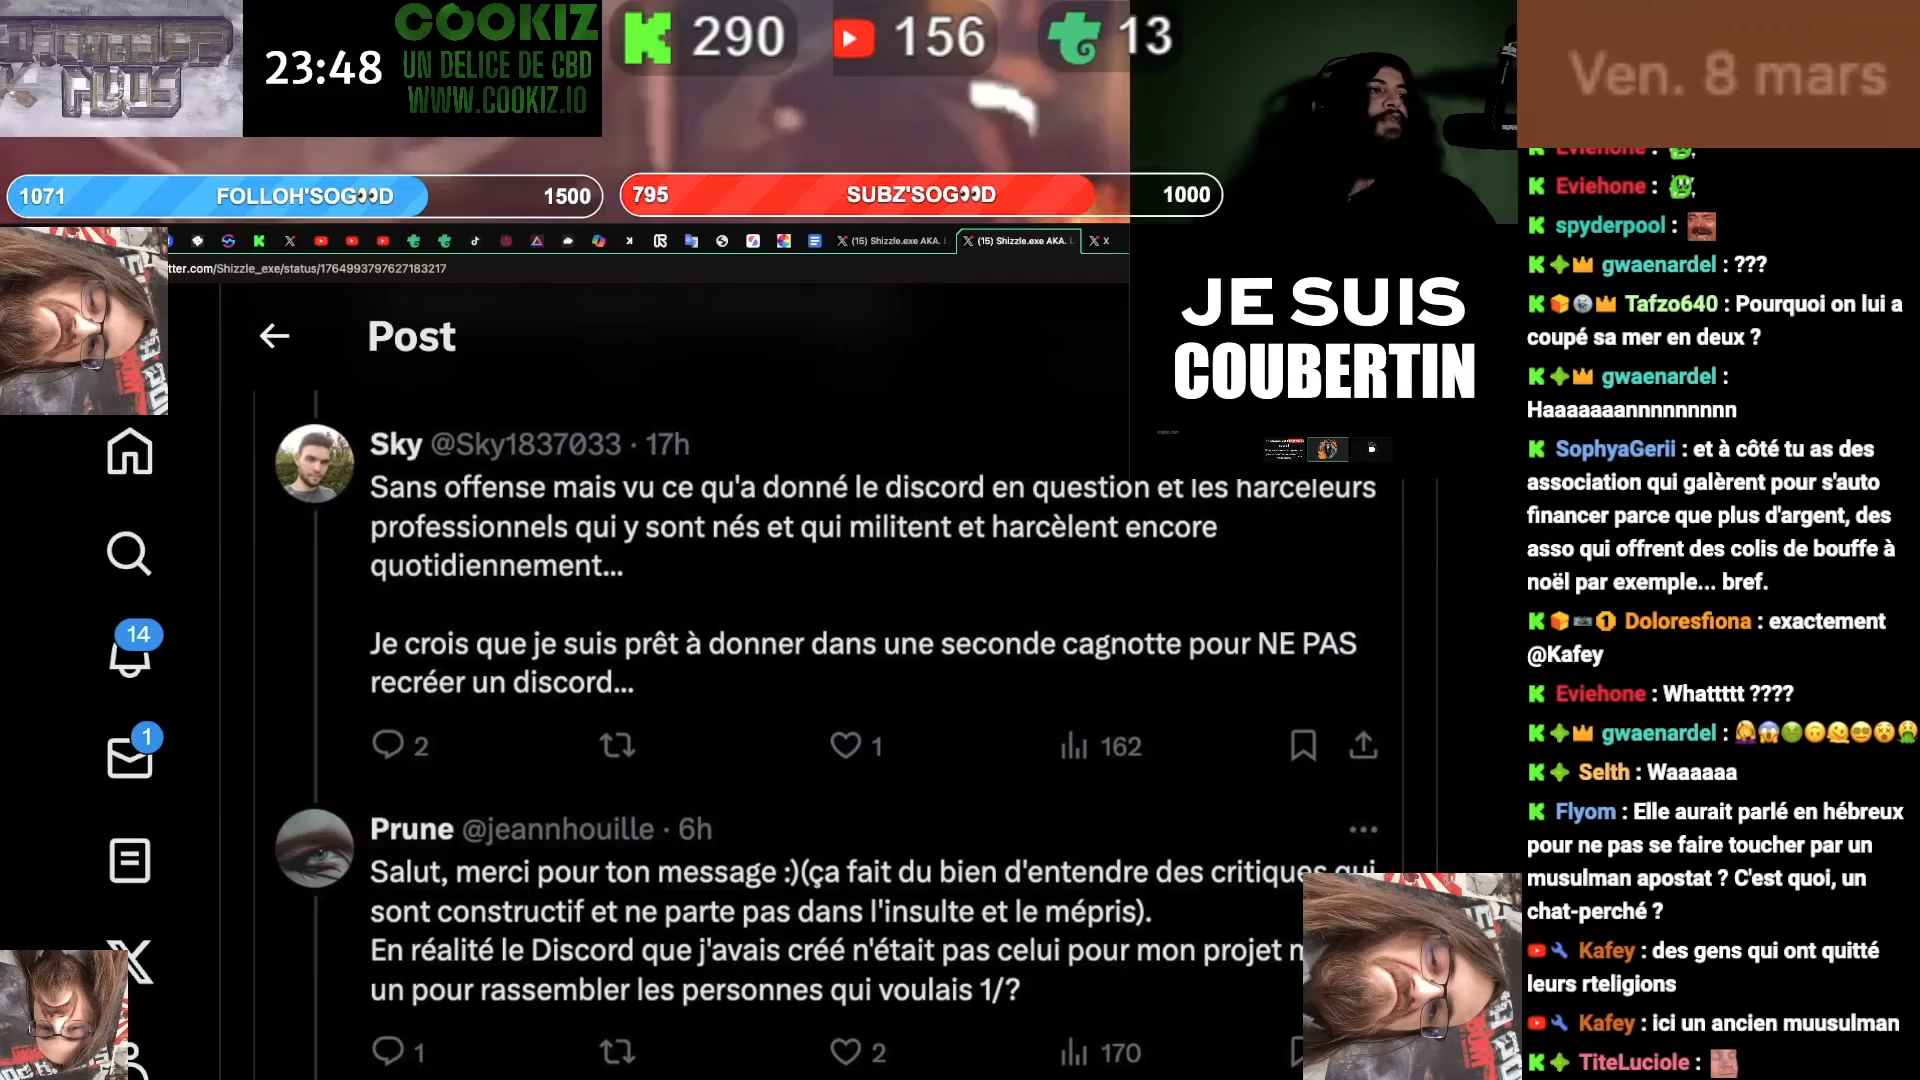 23:48
COOKIZ
UN DELICE DE CBD
WWW.COOKIZ.IO
290
156
13
Ven. 8 mars
1071 FOLLOH'SOG👀D 1500
795 SUBZ'SOG👀D 1000
(15) Shizzle.exe AKA.
(15) Shizzle.exe AKA.
X
tter.com/Shizzle_exe/status/1764993797627183217
JE SUIS
COUBERTIN
Post
14
1
Sky @Sky1837033 · 17h
Sans offense mais vu ce qu'a donné le discord en question et les harceleurs
professionnels qui y sont nés et qui militent et harcèlent encore
quotidiennement...
Je crois que je suis prêt à donner dans une seconde cagnotte pour NE PAS
recréer un discord...
2 1 162
Prune @jeannhouille · 6h
Salut, merci pour ton message :)(ça fait du bien d'entendre des critiques qui
sont constructif et ne parte pas dans l'insulte et le mépris).
En réalité le Discord que j'avais créé n'était pas celui pour mon projet
un pour rassembler les personnes qui voulais 1/?
1 2 170
Eviehone :
Eviehone :
spyderpool :
gwaenardel : ???
Tafzo640 : Pourquoi on lui a
coupé sa mer en deux ?
gwaenardel :
Haaaaaaannnnnnnnn
SophyaGerii : et à côté tu as des
association qui galèrent pour s'auto
financer parce que plus d'argent, des
asso qui offrent des colis de bouffe à
noël par exemple... bref.
Doloresfiona : exactement
@Kafey
Eviehone : Whattttt ????
gwaenardel : 
Selth : Waaaaaa
Flyom : Elle aurait parlé en hébreux
pour ne pas se faire toucher par un
musulman apostat ? C'est quoi, un
chat-perché ?
Kafey : des gens qui ont quitté
leurs rteligions
Kafey : ici un ancien muusulman
TiteLuciole :